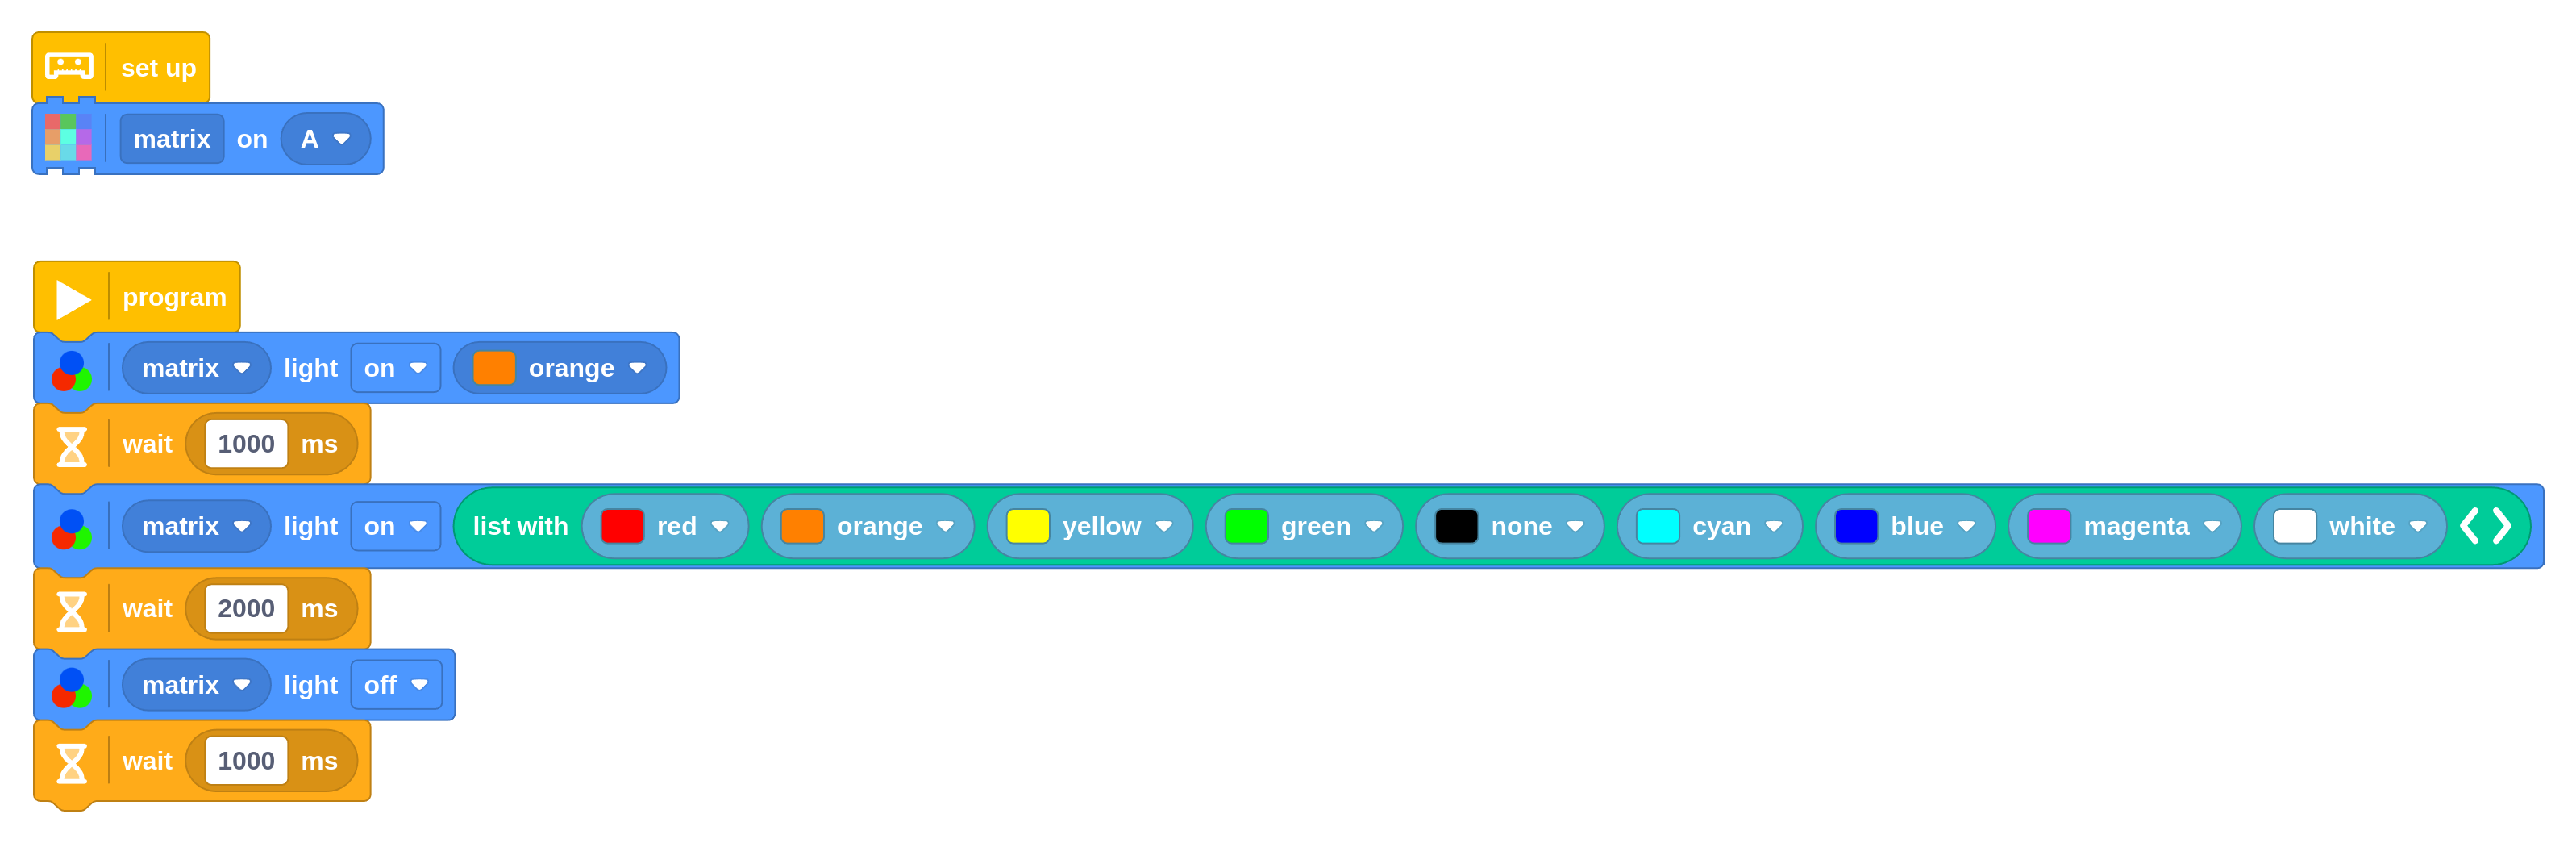 set up
matrix on A
program
matrix light on orange
wait 1000 ms
matrix light on list with red orange yellow green none cyan blue magenta white
wait 2000 ms
matrix light off
wait 1000 ms